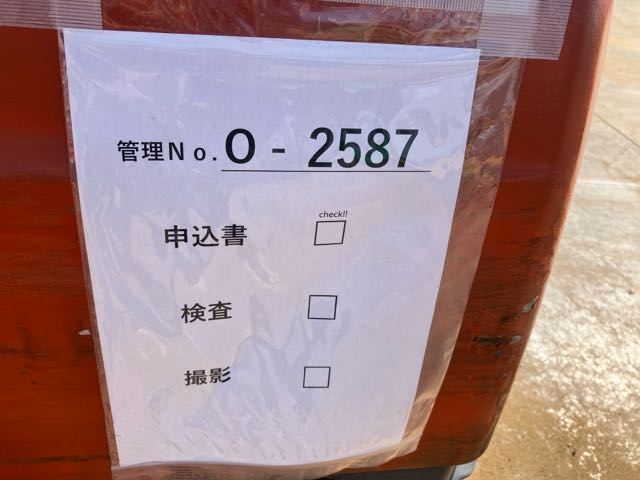 管理No. O - 2587
check!!
申込書 □
検査 □
撮影 □